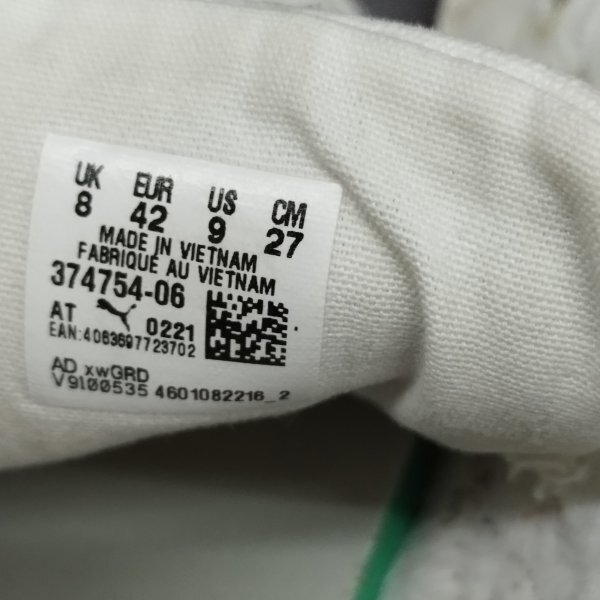 UK EUR US CM
8 42 9 27
MADE IN VIETNAM
FABRIQUÉ AU VIETNAM
374754-06
AT 0221
EAN:4063697723702
AD xwGRD
V9100535 4601082216_2